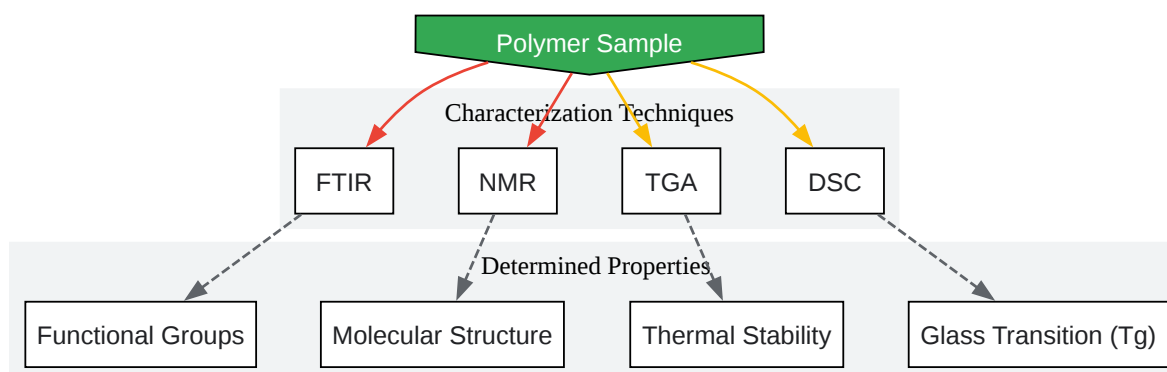 Polymer Sample
Characterization Techniques
FTIR
NMR
TGA
DSC
Determined Properties
Functional Groups
Molecular Structure
Thermal Stability
Glass Transition (Tg)